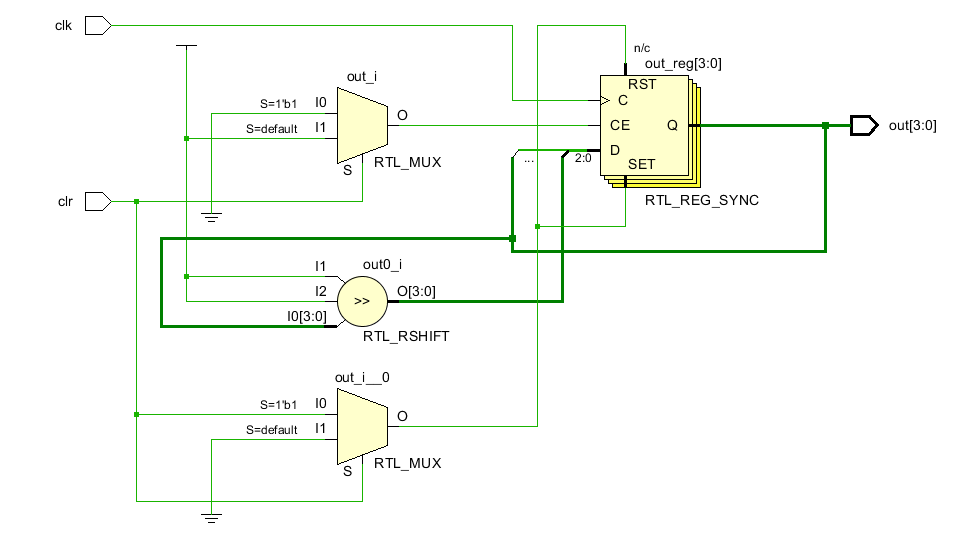 clk
n/c
out_reg[3:0]
RST
C
CE
Q
D
SET
RTL_REG_SYNC
out[3:0]
...
2:0
out_i
S=1'b1
I0
S=default
I1
O
S
RTL_MUX
clr
out0_i
I1
I2
I0[3:0]
>>
O[3:0]
RTL_RSHIFT
out_i__0
S=1'b1
I0
S=default
I1
O
S
RTL_MUX